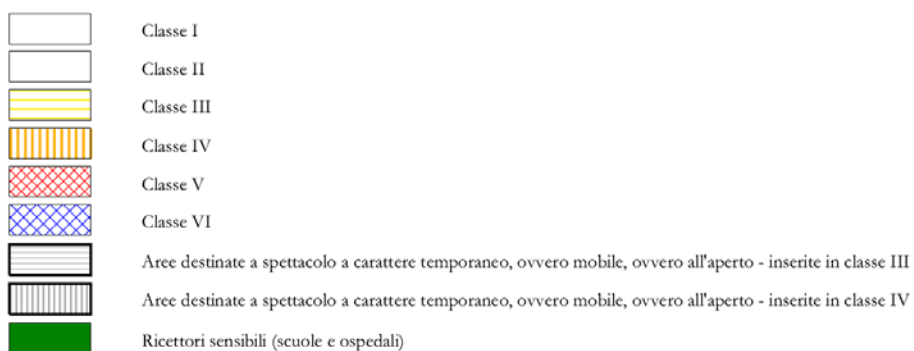 Classe I
Classe II
Classe III
Classe IV
Classe V
Classe VI
Aree destinate a spettacolo a carattere temporaneo, ovvero mobile, ovvero all'aperto - inserite in classe III
Aree destinate a spettacolo a carattere temporaneo, ovvero mobile, ovvero all'aperto - inserite in classe IV
Ricettori sensibili (scuole e ospedali)